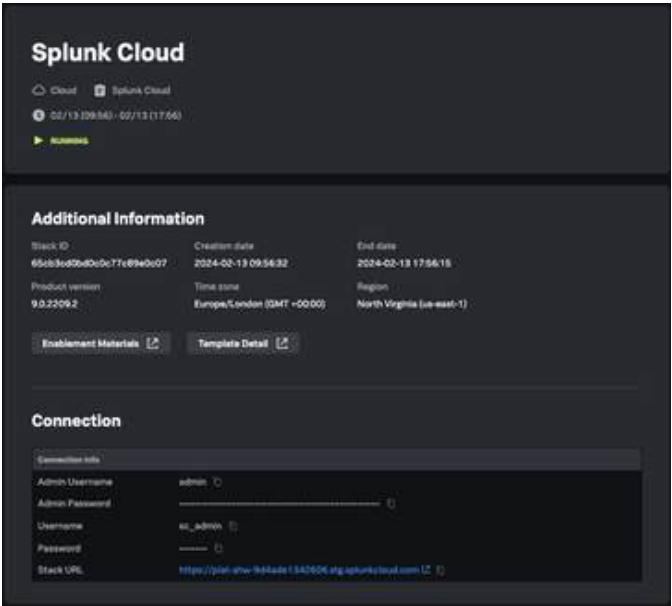 Splunk Cloud
Cloud Splunk Cloud
02/13 (09:56) - 02/13 (17:56)
RUNNING
Additional Information
Stack ID Creation date End date
2024-02-13 09:56:32 2024-02-13 17:56:15
Product version Time zone Region
9.0.2209.2 Europe/London (GMT +00:00) North Virginia (us-east-1)
Enablement Materials Template Detail
Connection
Connection Info
Admin Username admin
Admin Password
Username sc_admin
Password
Stack URL